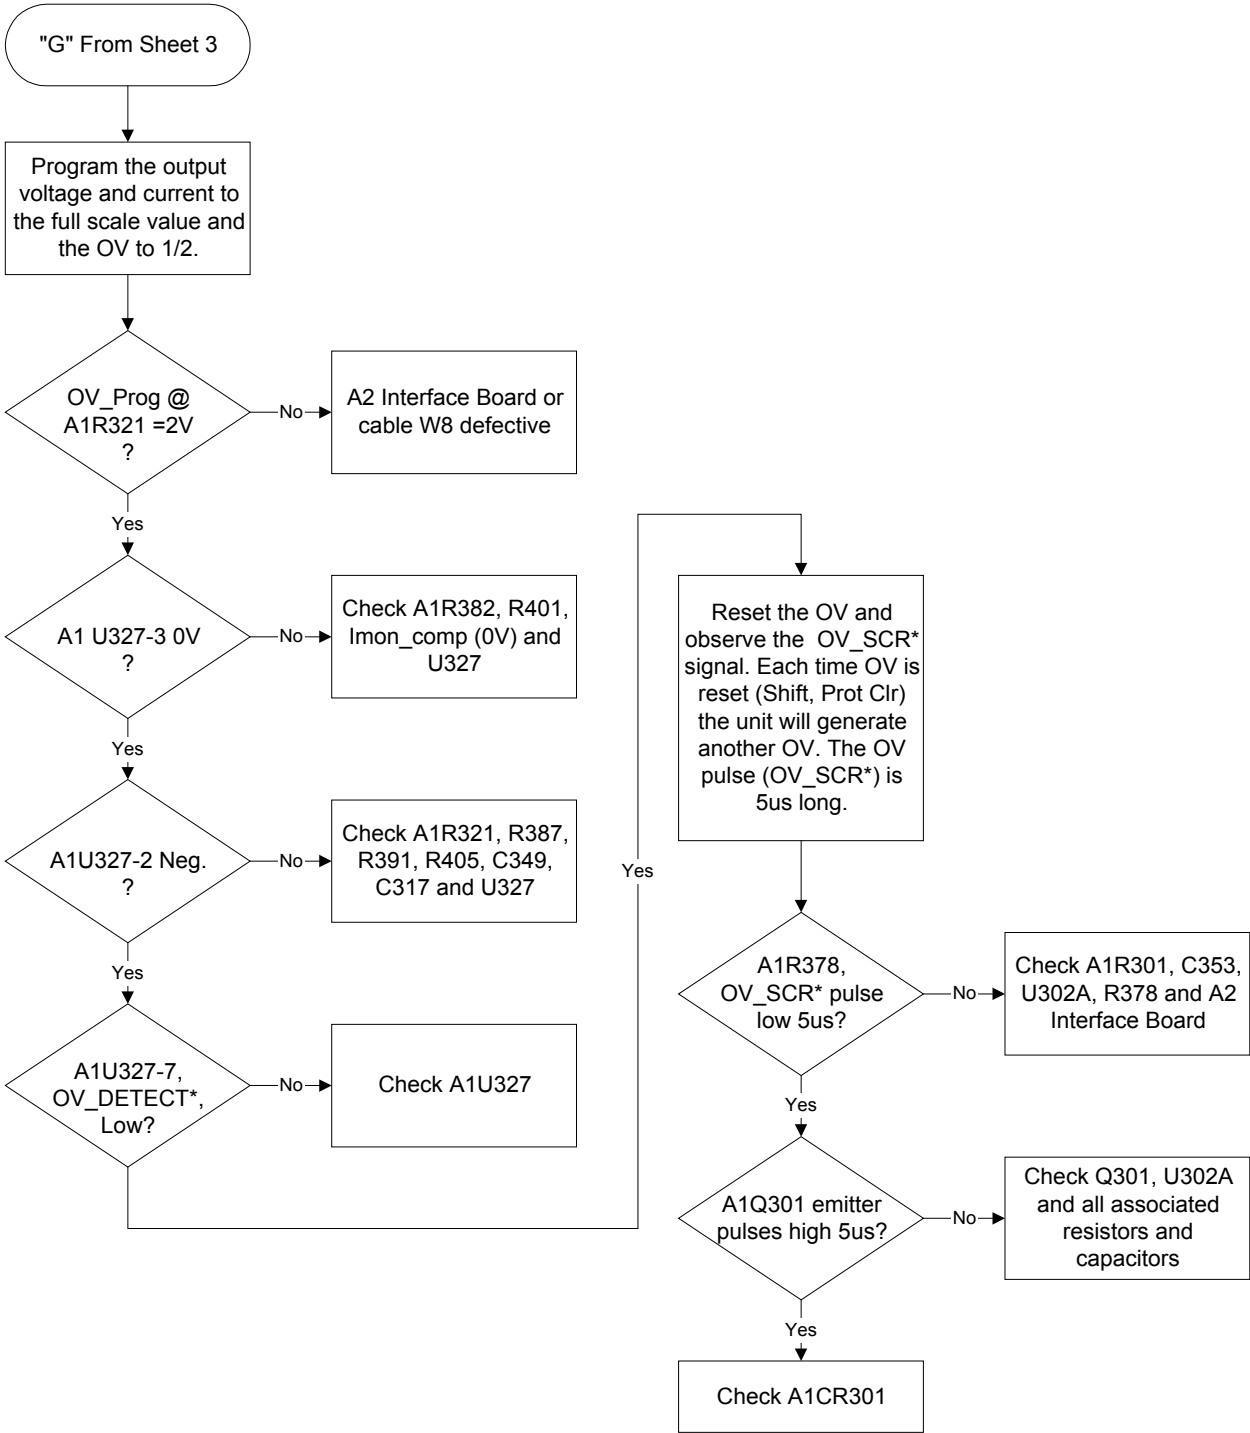 "G" From Sheet 3
Program the output
voltage and current to
the full scale value and
the OV to 1/2.
OV_Prog @
A1R321 =2V
?
No
A2 Interface Board or
cable W8 defective
Yes
A1 U327-3 0V
?
No
Check A1R382, R401,
Imon_comp (0V) and
U327
Yes
A1U327-2 Neg.
?
No
Check A1R321, R387,
R391, R405, C349,
C317 and U327
Yes
A1U327-7,
OV_DETECT*,
Low?
No
Check A1U327
Yes
Reset the OV and
observe the  OV_SCR*
signal. Each time OV is
reset (Shift, Prot Clr)
the unit will generate
another OV. The OV
pulse (OV_SCR*) is
5us long.
A1R378,
OV_SCR* pulse
low 5us?
No
Check A1R301, C353,
U302A, R378 and A2
Interface Board
Yes
A1Q301 emitter
pulses high 5us?
No
Check Q301, U302A
and all associated
resistors and
capacitors
Yes
Check A1CR301